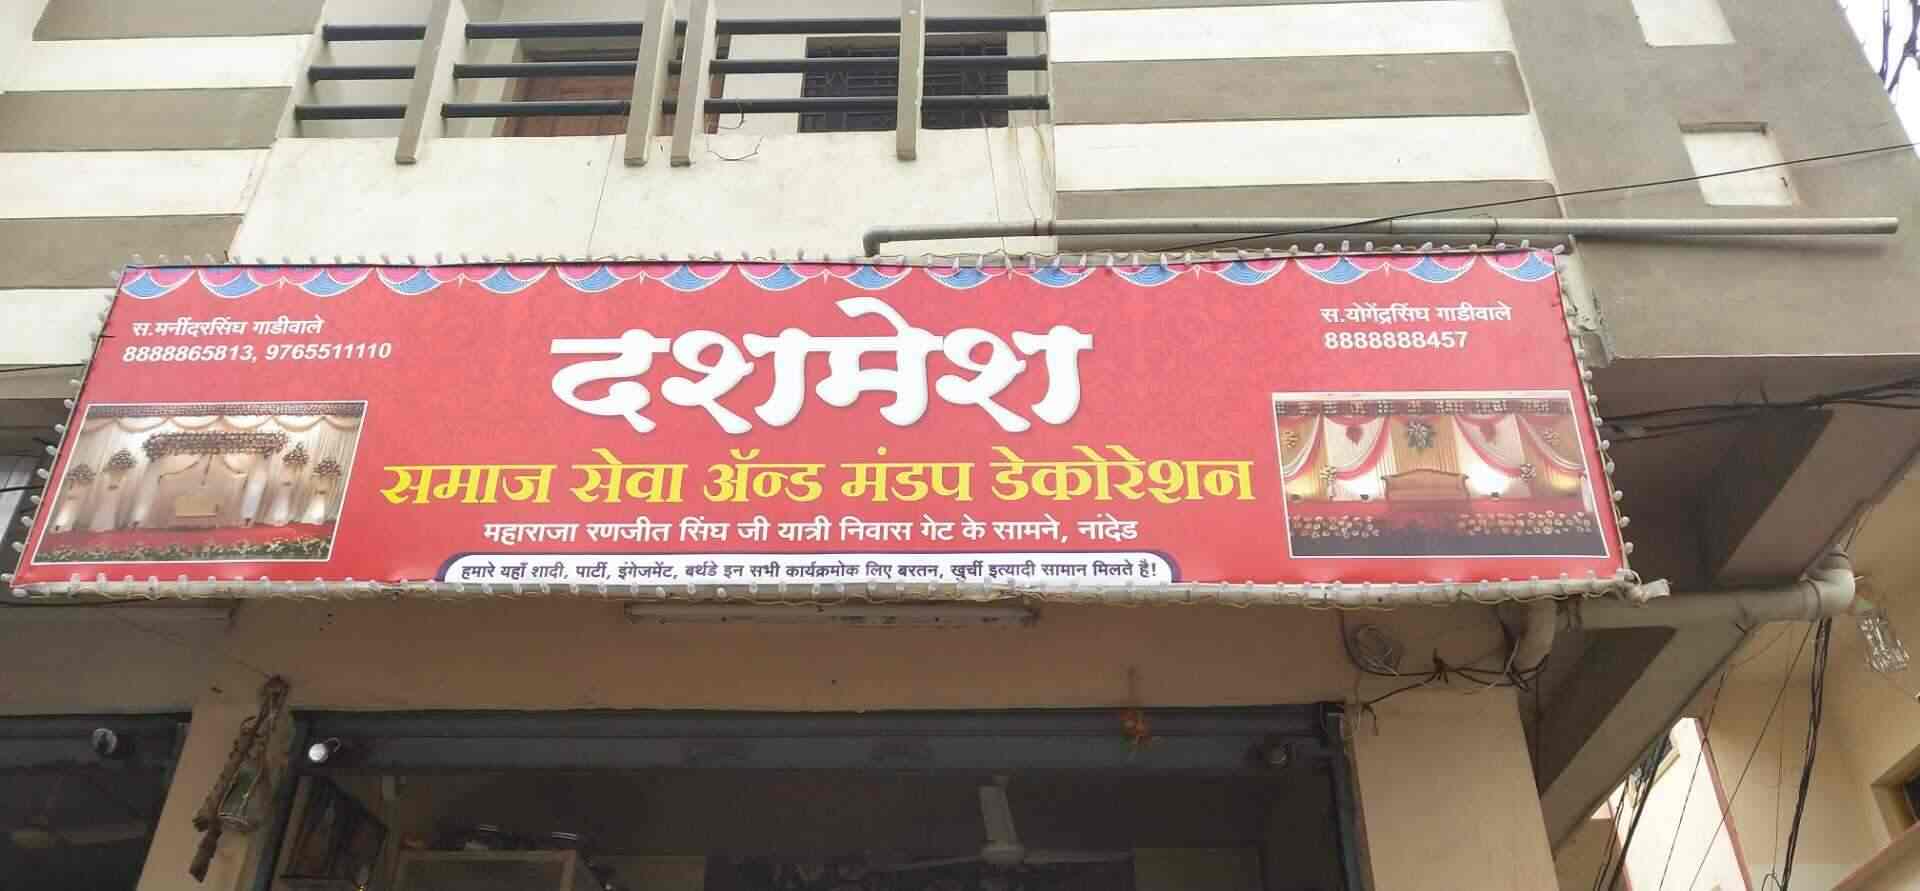 स.मनींदरसिंघ गाडीवाले
8888865813, 9765511110
स.योगेंद्रसिंघ गाडीवाले
8888888457
दशमेश
समाज सेवा ॲन्ड मंडप डेकोरेशन
महाराजा रणजीत सिंघ जी यात्री निवास गेट के सामने, नांदेड
हमारे यहाँ शादी, पार्टी, इंगेजमेंट, बर्थडे इन सभी कार्यक्रमोक लिए बरतन, खुर्ची इत्यादी सामान मिलते है!